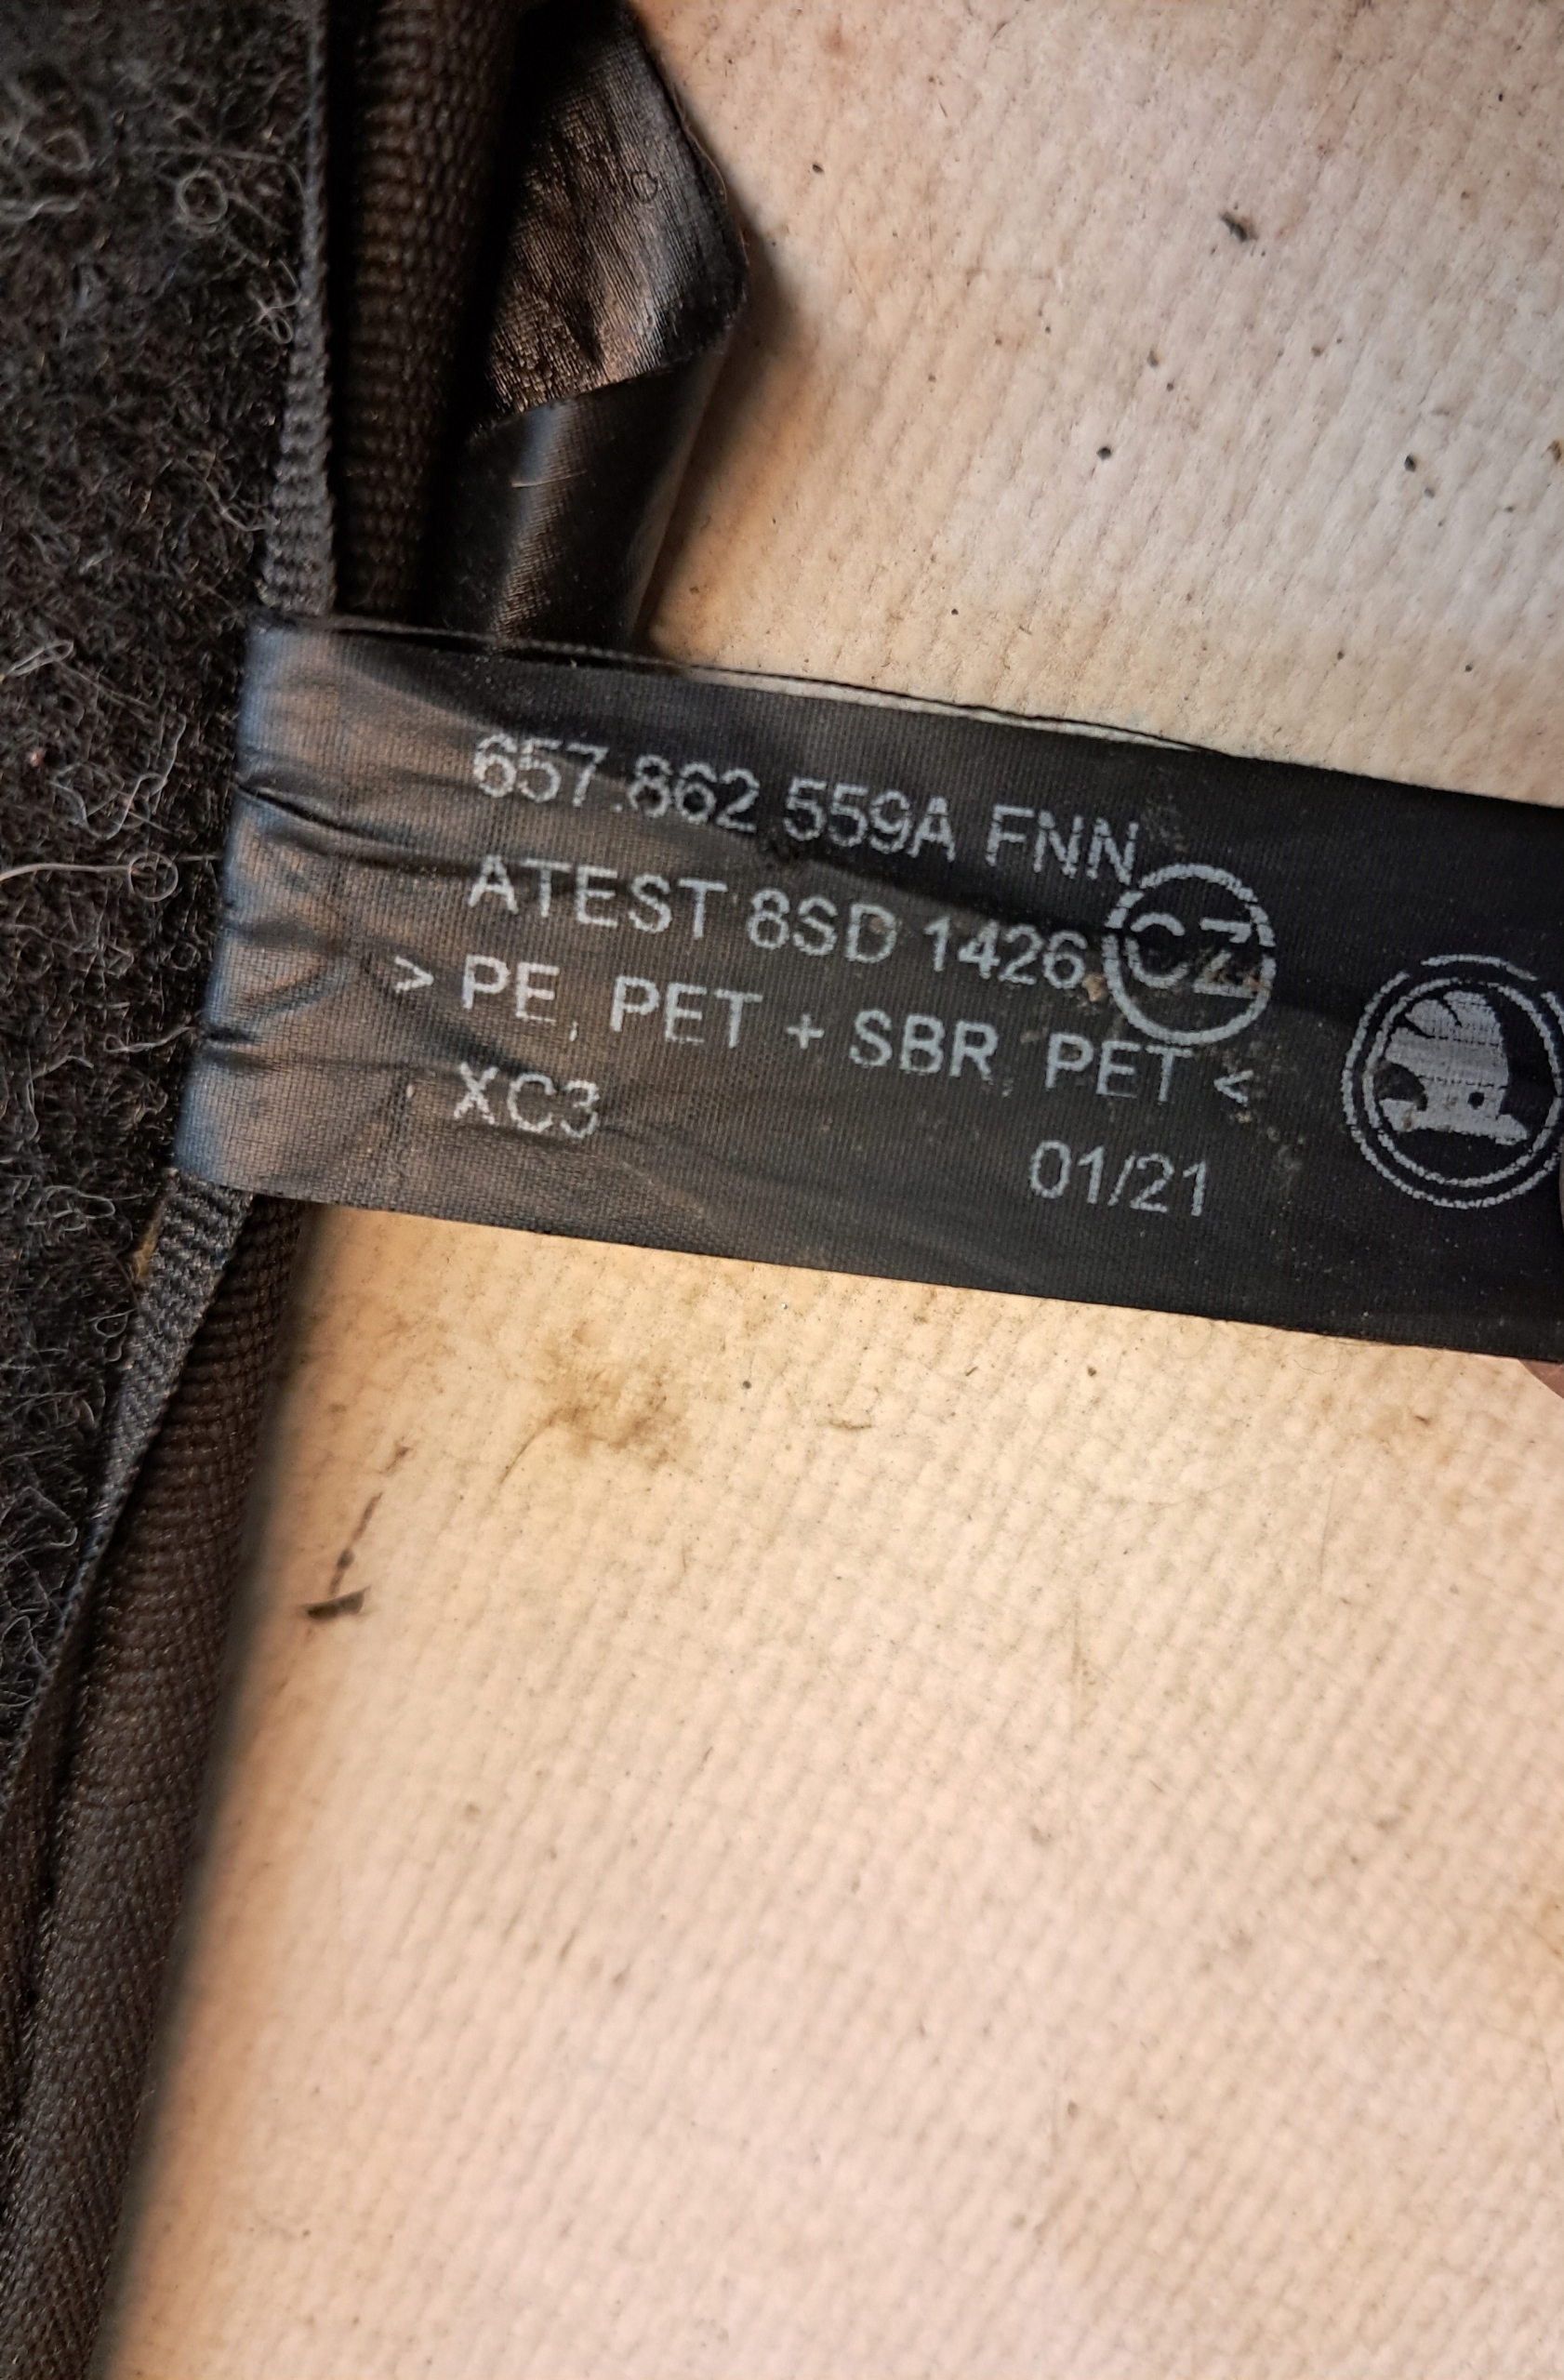 657.862 559A FNN
ATEST 8SD 1426 CZ
> PE, PET + SBR, PET <
XC3
01/21